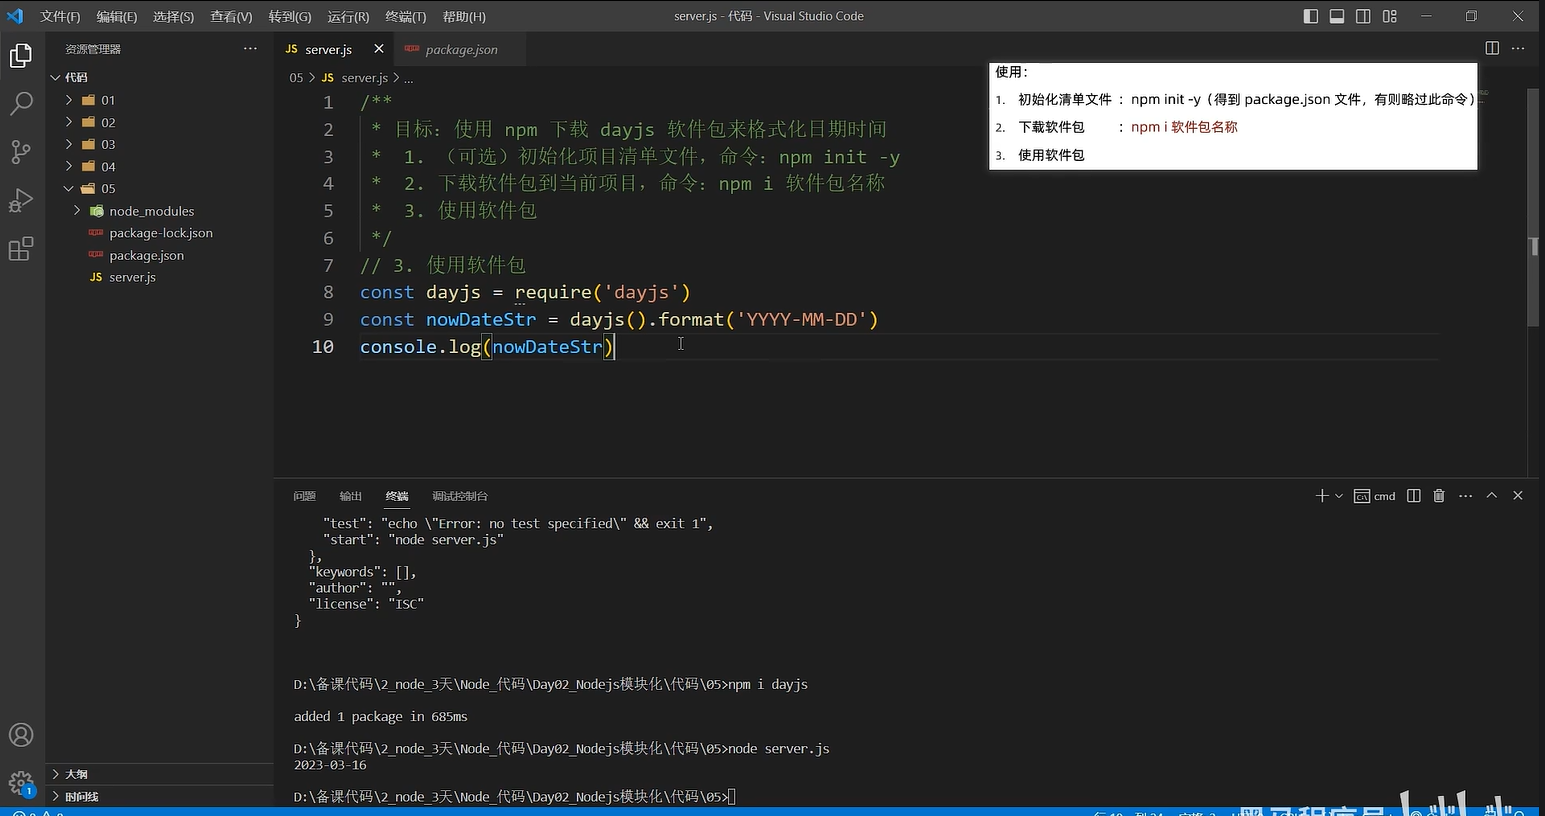 文件(F) 编辑(E) 选择(S) 查看(V) 转到(G) 运行(R) 终端(T) 帮助(H) server.js - 代码 - Visual Studio Code
资源管理器 ···
代码
01
02
03
04
05
node_modules
package-lock.json
package.json
JS server.js
大纲
时间线
1
JS server.js package.json
05 > JS server.js > ...
1 /**
2  * 目标：使用 npm 下载 dayjs 软件包来格式化日期时间
3  *  1. （可选）初始化项目清单文件，命令：npm init -y
4  *  2. 下载软件包到当前项目，命令：npm i 软件包名称
5  *  3. 使用软件包
6  */
7 // 3. 使用软件包
8 const dayjs = require('dayjs')
9 const nowDateStr = dayjs().format('YYYY-MM-DD')
10 console.log(nowDateStr)
使用：
1. 初始化清单文件 ：npm init -y（得到 package.json 文件，有则略过此命令）
2. 下载软件包 ：npm i 软件包名称
3. 使用软件包
问题 输出 终端 调试控制台 cmd
"test": "echo \"Error: no test specified\" && exit 1",
"start": "node server.js"
},
"keywords": [],
"author": "",
"license": "ISC"
}
D:\备课代码\2_node_3天\Node_代码\Day02_Nodejs模块化\代码\05>npm i dayjs
added 1 package in 685ms
D:\备课代码\2_node_3天\Node_代码\Day02_Nodejs模块化\代码\05>node server.js
2023-03-16
D:\备课代码\2_node_3天\Node_代码\Day02_Nodejs模块化\代码\05>